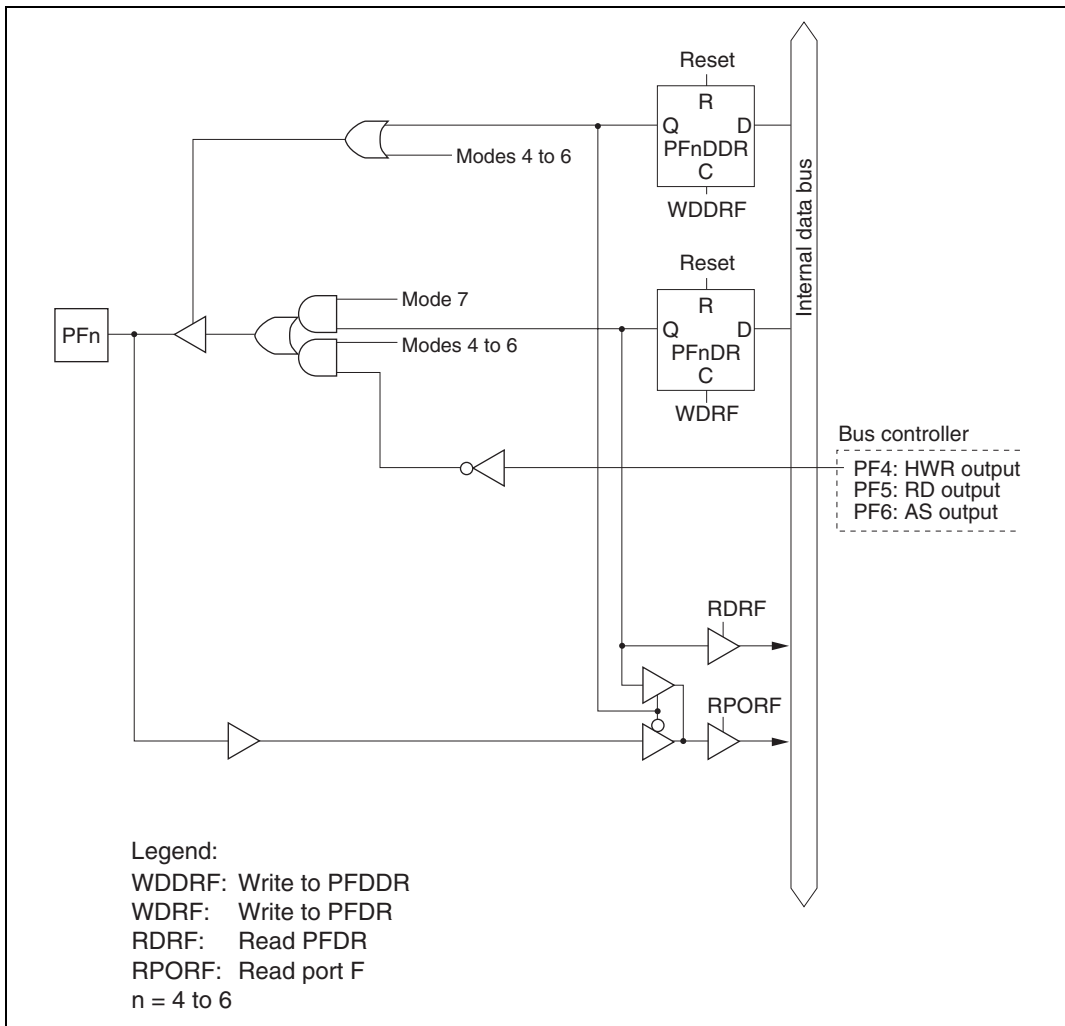 Reset
R
Q D
PFnDDR
C
WDDRF
Modes 4 to 6
Internal data bus
Reset
R
Q D
PFnDR
C
WDRF
Mode 7
Modes 4 to 6
PFn
Bus controller
PF4: HWR output
PF5: RD output
PF6: AS output
RDRF
RPORF
Legend:
WDDRF: Write to PFDDR
WDRF: Write to PFDR
RDRF: Read PFDR
RPORF: Read port F
n = 4 to 6